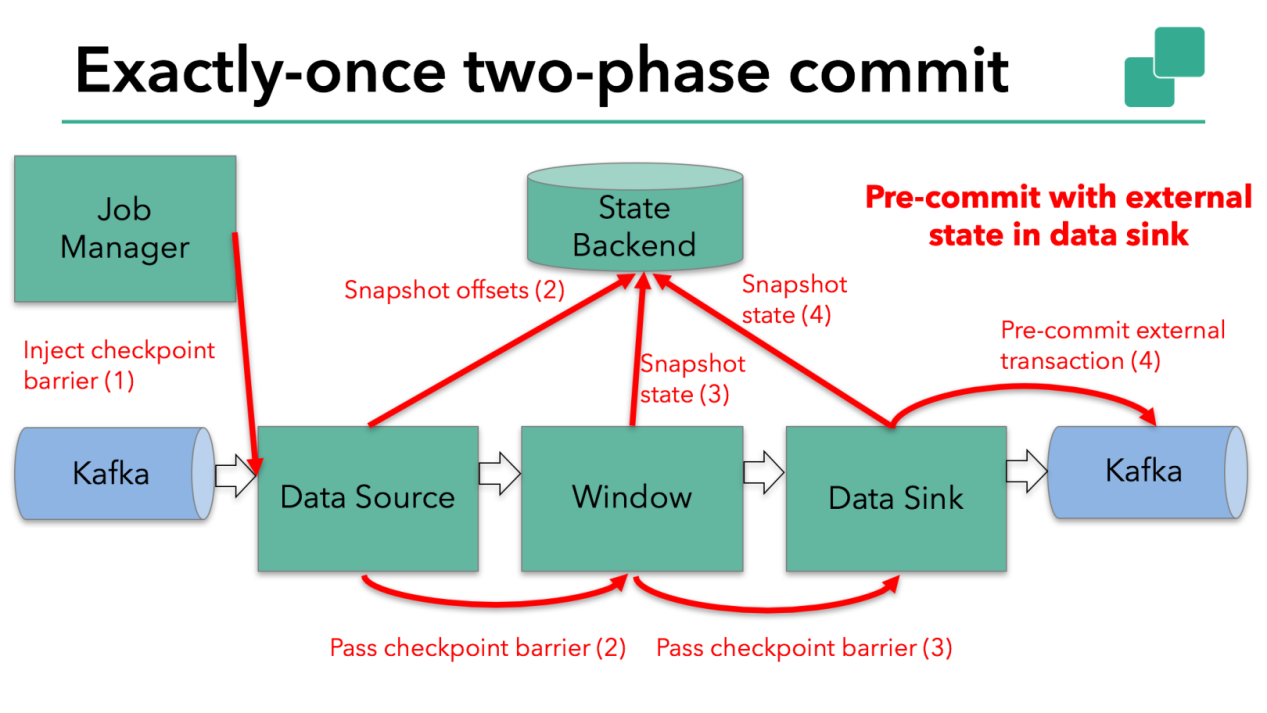 Exactly-once two-phase commit
Job
Manager
State
Backend
Pre-commit with external
state in data sink
Snapshot offsets (2)
Snapshot
state (4)
Pre-commit external
transaction (4)
Inject checkpoint
barrier (1)
Snapshot
state (3)
Kafka
Data Source
Window
Data Sink
Kafka
Pass checkpoint barrier (2)
Pass checkpoint barrier (3)